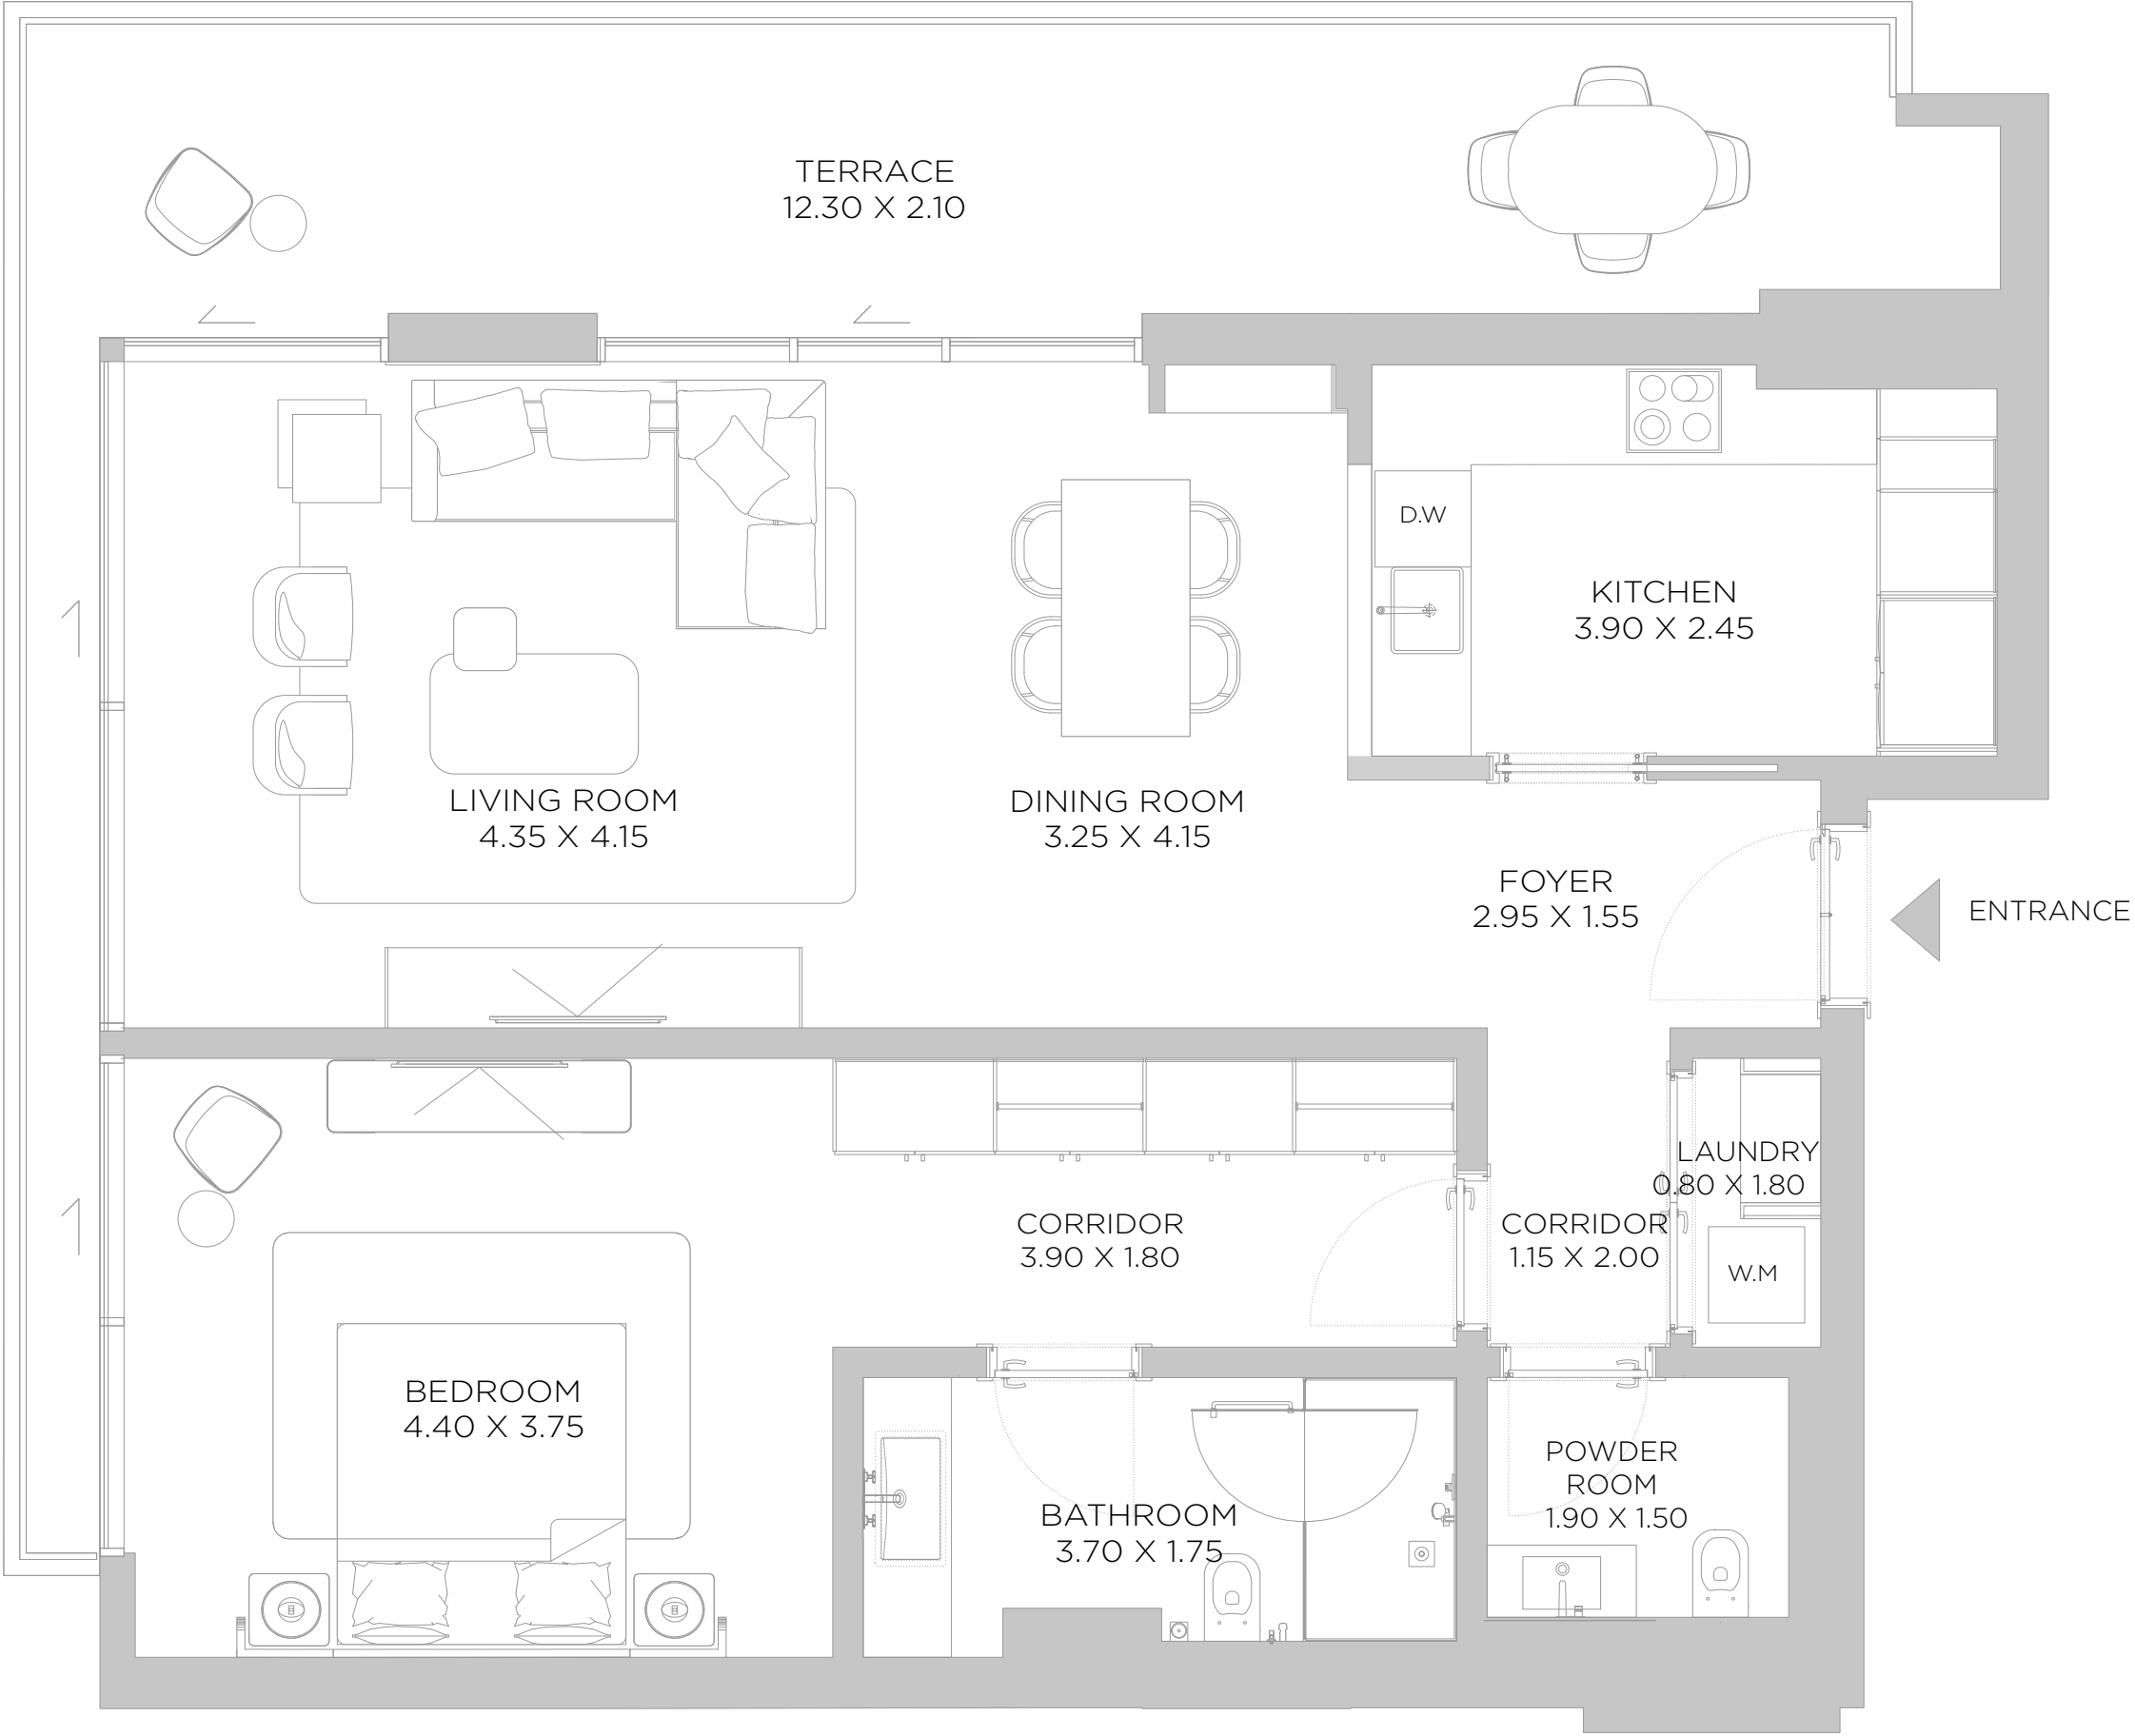 TERRACE
12.30 X 2.10
D.W
KITCHEN
3.90 X 2.45
LIVING ROOM
4.35 X 4.15
DINING ROOM
3.25 X 4.15
FOYER
2.95 X 1.55
ENTRANCE
LAUNDRY
0.80 X 1.80
CORRIDOR
3.90 X 1.80
CORRIDOR
1.15 X 2.00
W.M
BEDROOM
4.40 X 3.75
POWDER
ROOM
1.90 X 1.50
BATHROOM
3.70 X 1.75